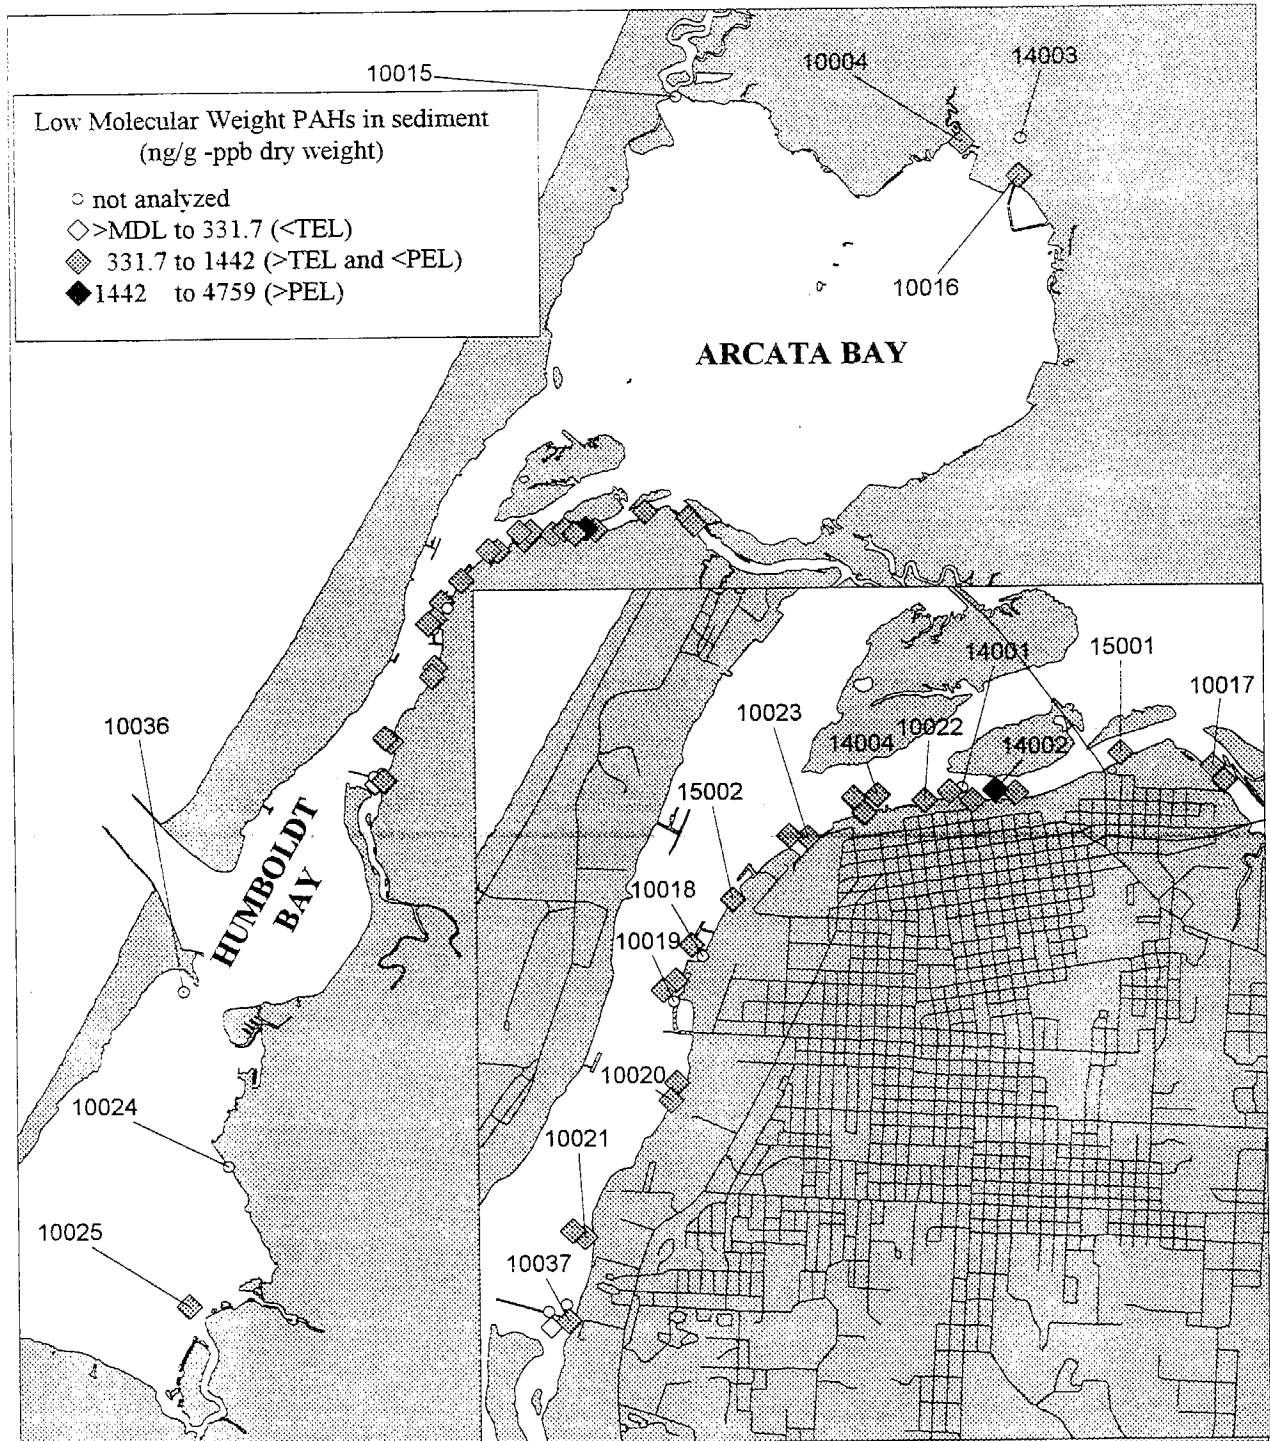 10015
10004
14003
Low Molecular Weight PAHs in sediment
(ng/g -ppb dry weight)
not analyzed
>MDL to 331.7 (<TEL)
331.7 to 1442 (>TEL and <PEL)
1442 to 4759 (>PEL)
10016
ARCATA BAY
10036
HUMBOLDT
BAY
10024
10025
14001
15001
10017
10023
10022
14004
14002
15002
10018
10019
10020
10021
10037